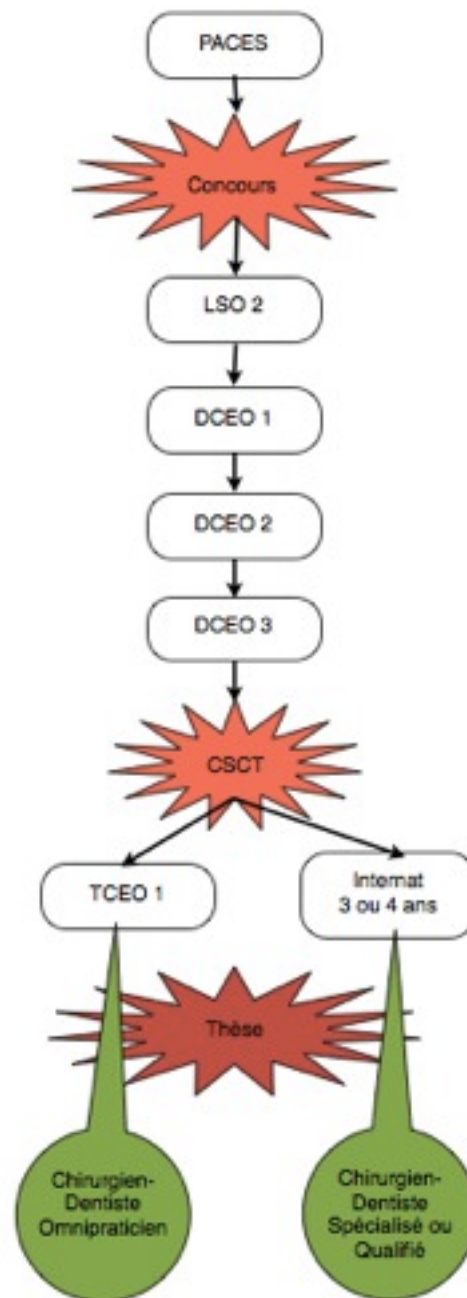 PACES
Concours
LSO 2
DCEO 1
DCEO 2
DCEO 3
CSCT
TCEO 1
Internat
3 ou 4 ans
Thèse
Chirurgien-
Dentiste
Omnipraticien
Chirurgien-
Dentiste
Spécialisé ou
Qualifié